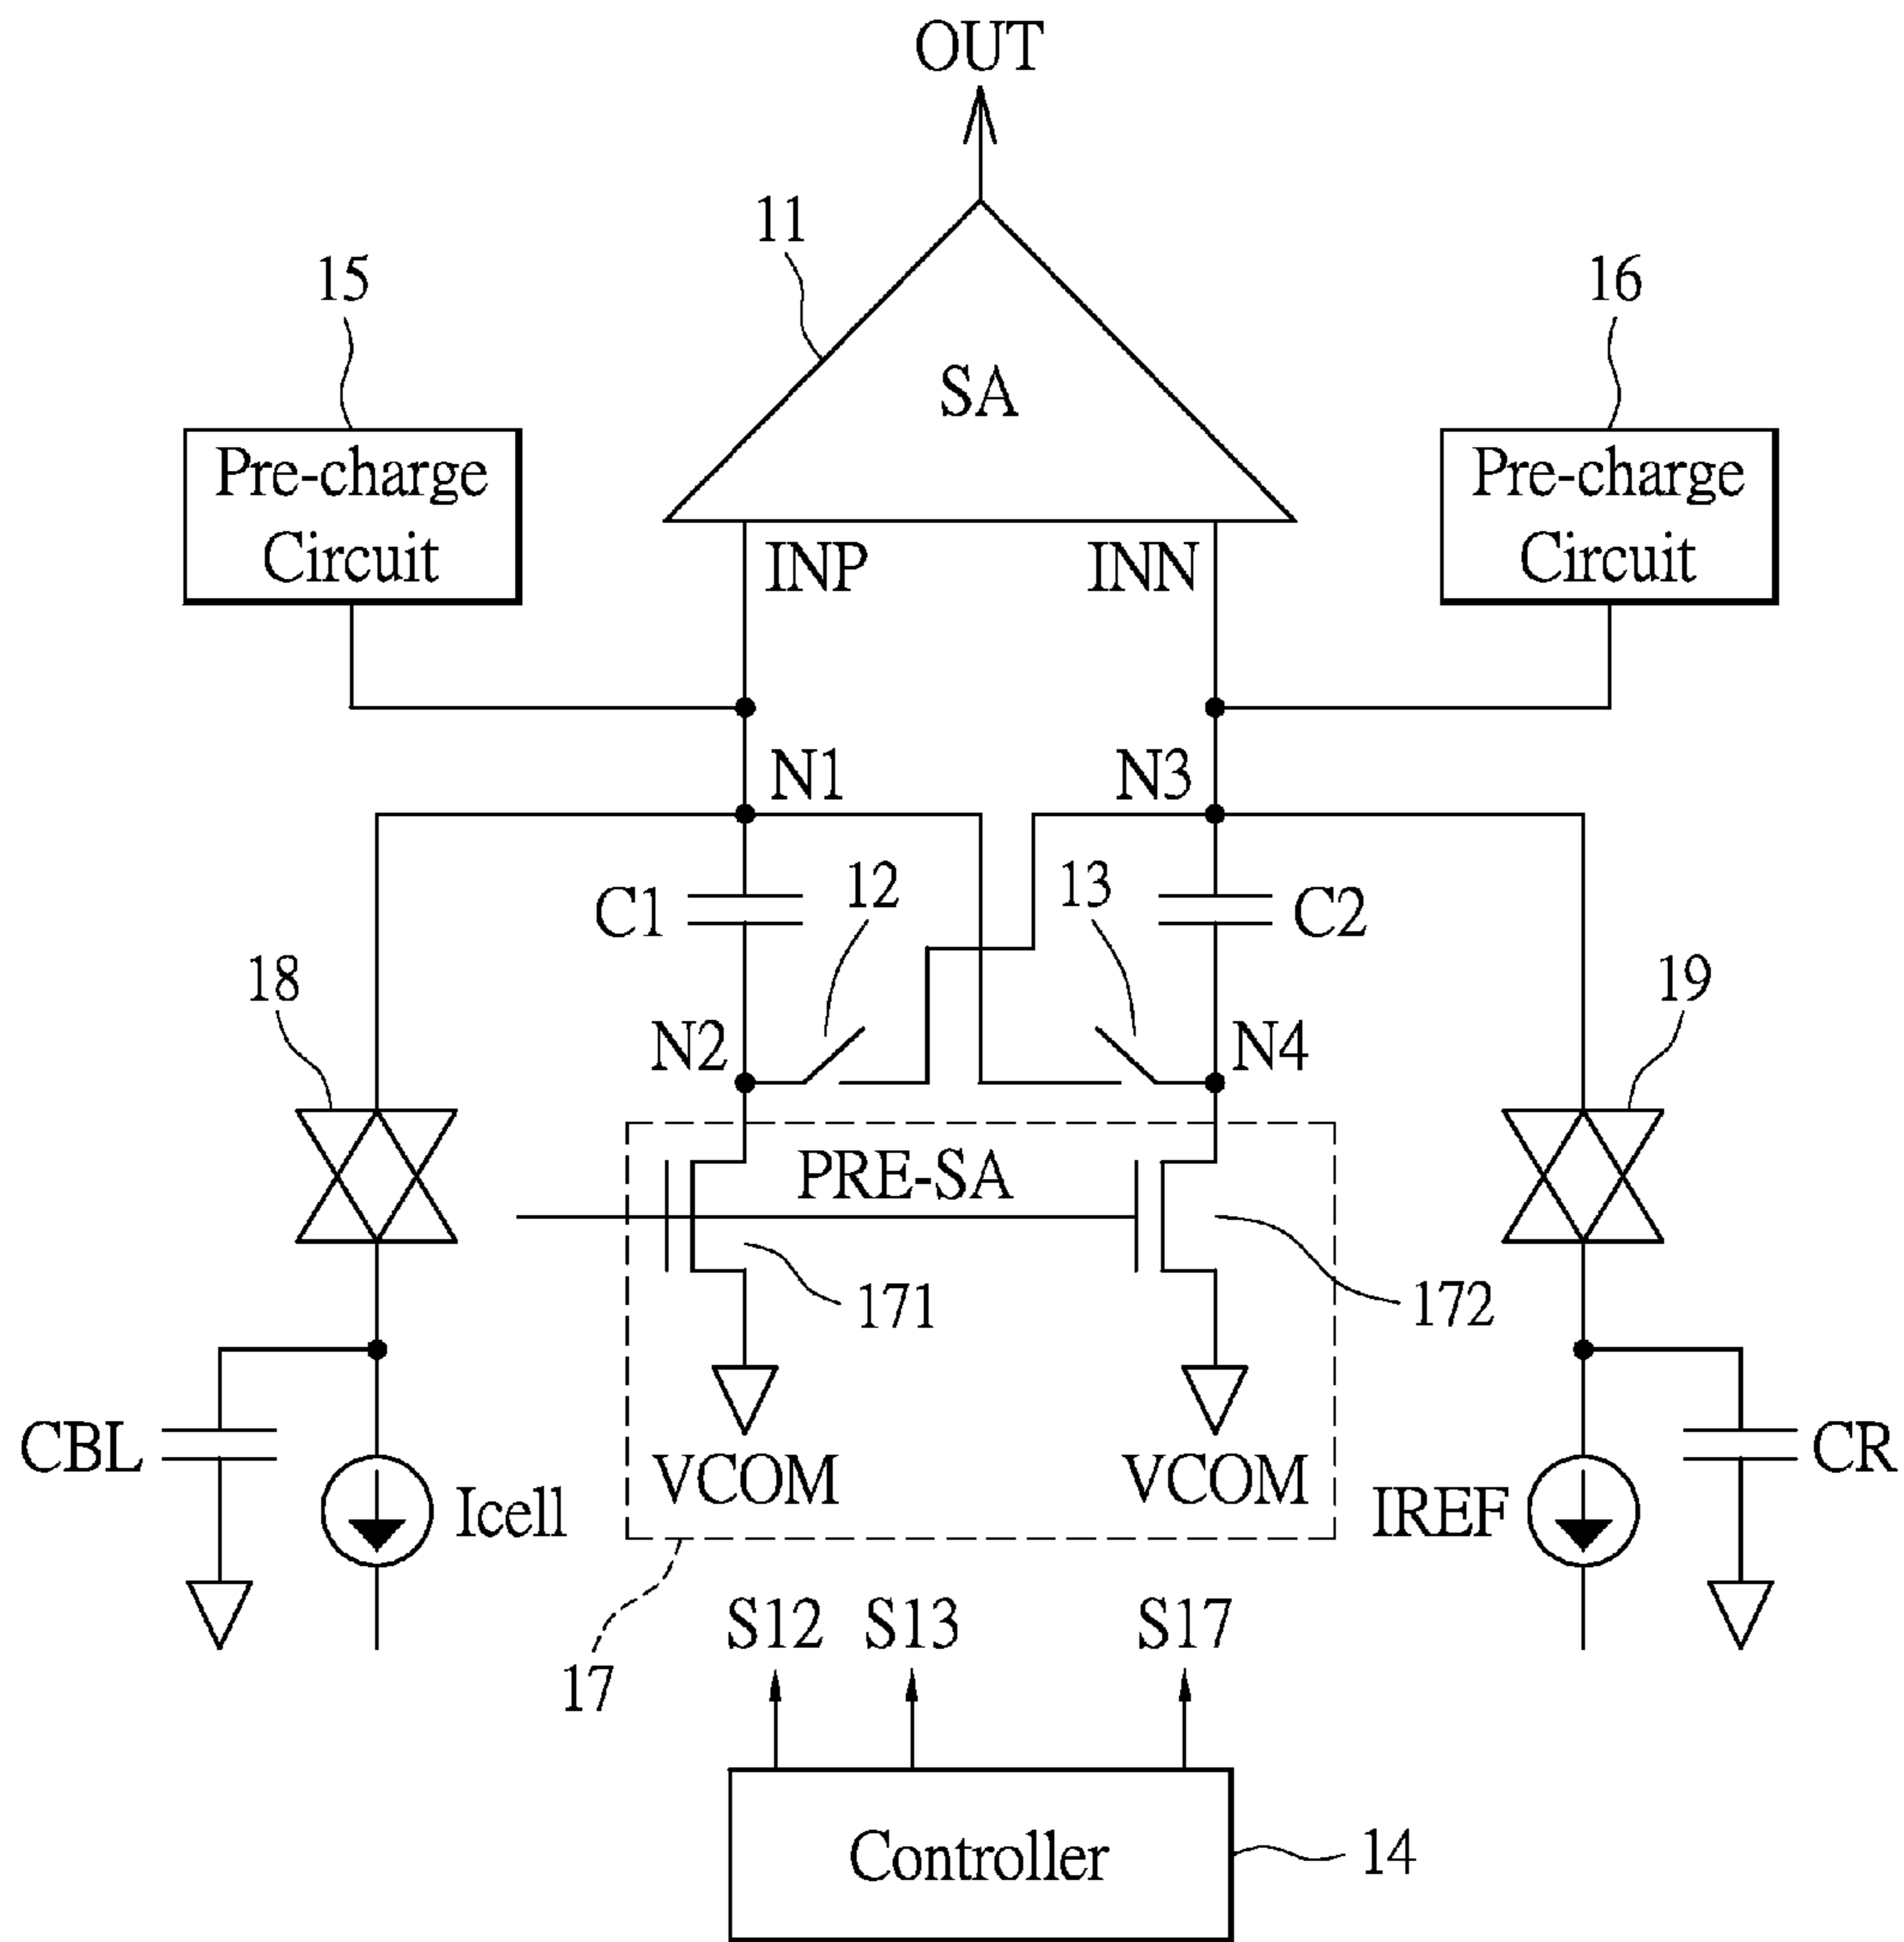 OUT
11
15
16
SA
Pre-charge
Circuit
Pre-charge
Circuit
INP
INN
N1
N3
C1
12
13
C2
18
19
N2
N4
PRE-SA
171
172
CBL
Icell
VCOM
VCOM
IREF
CR
S12
S13
S17
17
Controller
14